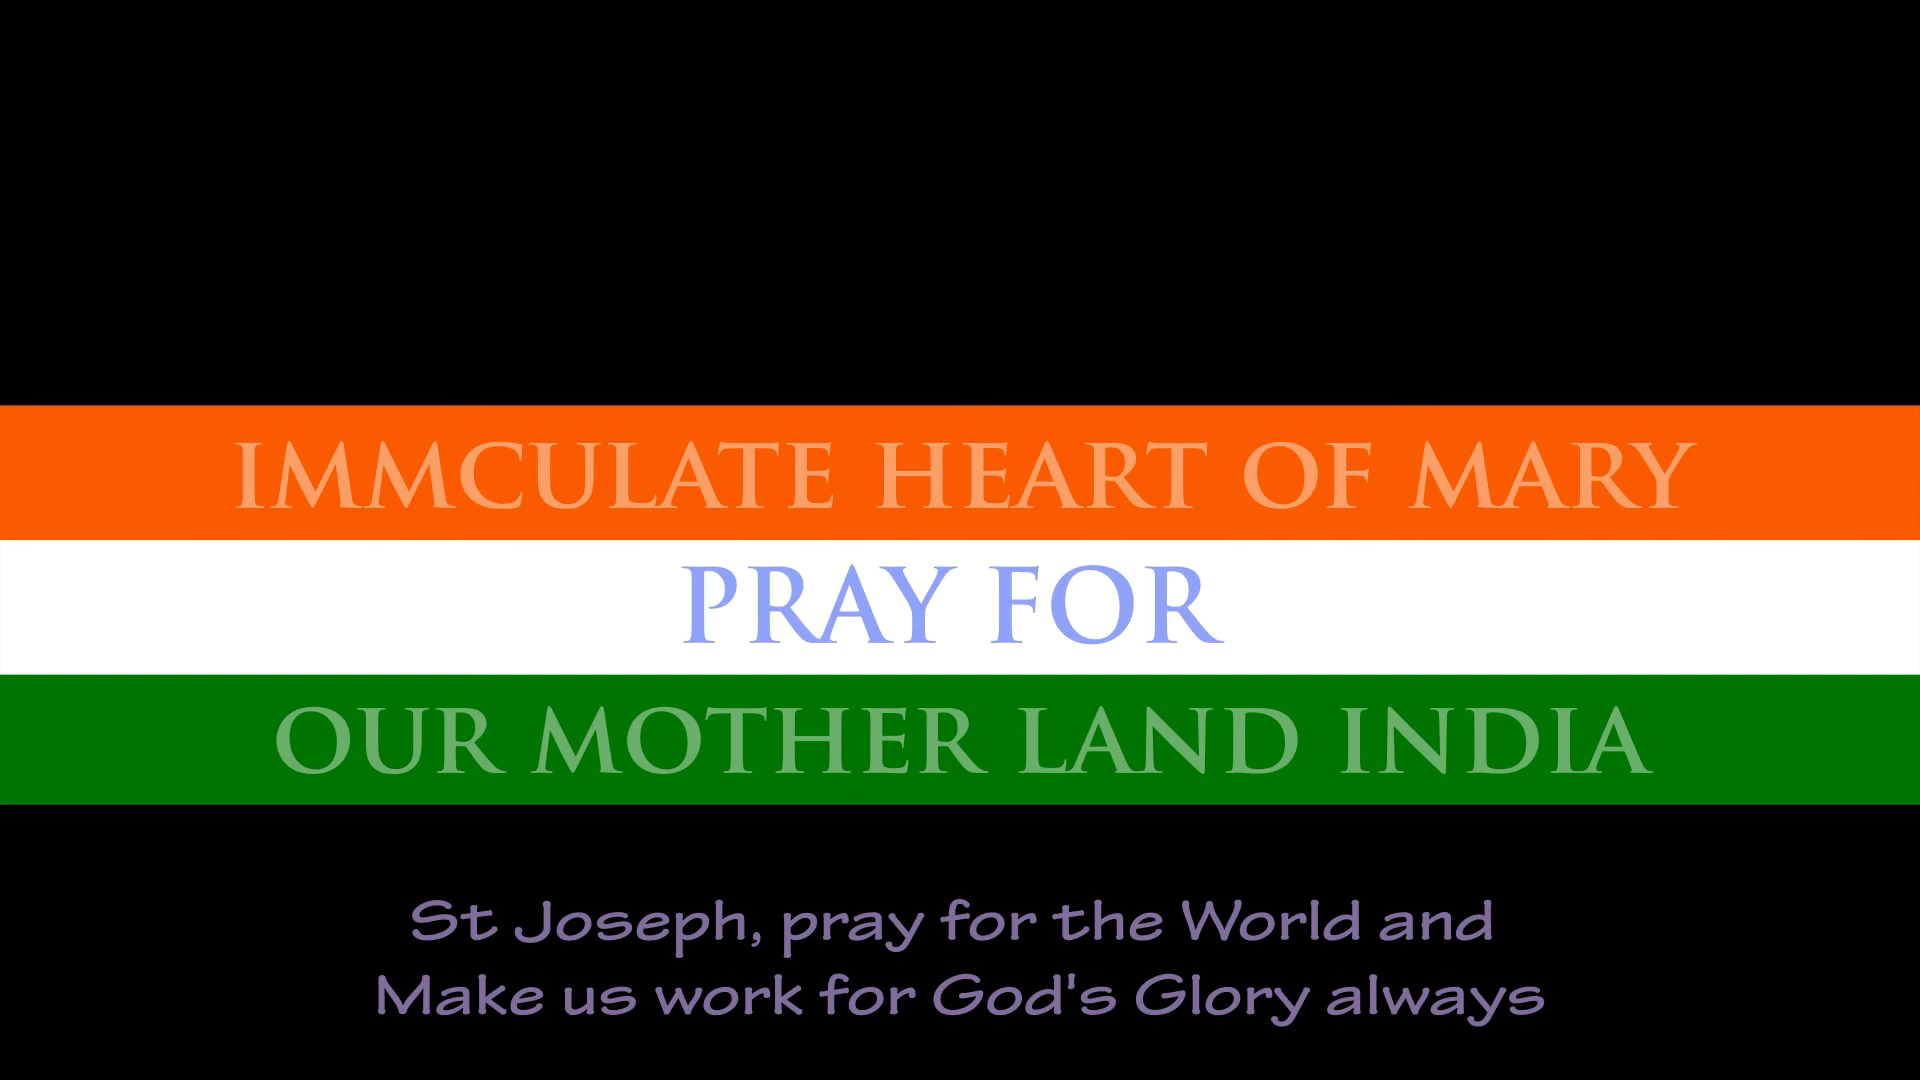 IMMCULATE HEART OF MARY
PRAY FOR
OUR MOTHER LAND INDIA
St Joseph, pray for the World and
Make us work for God's Glory always